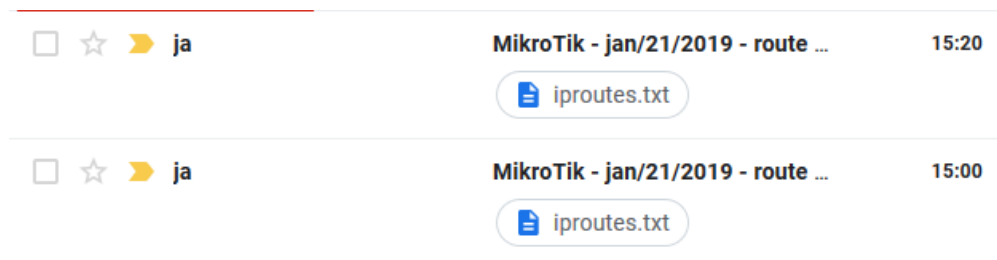 ja MikroTik - jan/21/2019 - route ... 15:20
iproutes.txt
ja MikroTik - jan/21/2019 - route ... 15:00
iproutes.txt